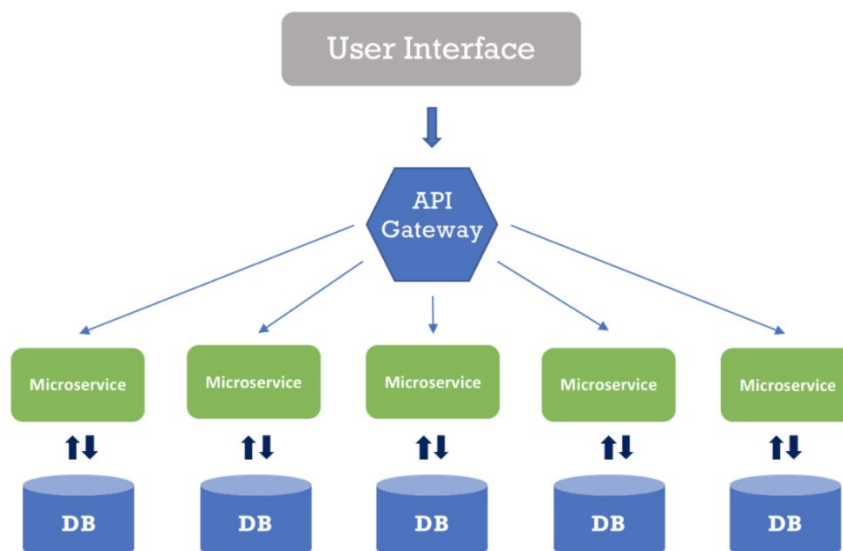 User Interface
API
Gateway
Microservice
Microservice
Microservice
Microservice
Microservice
DB
DB
DB
DB
DB